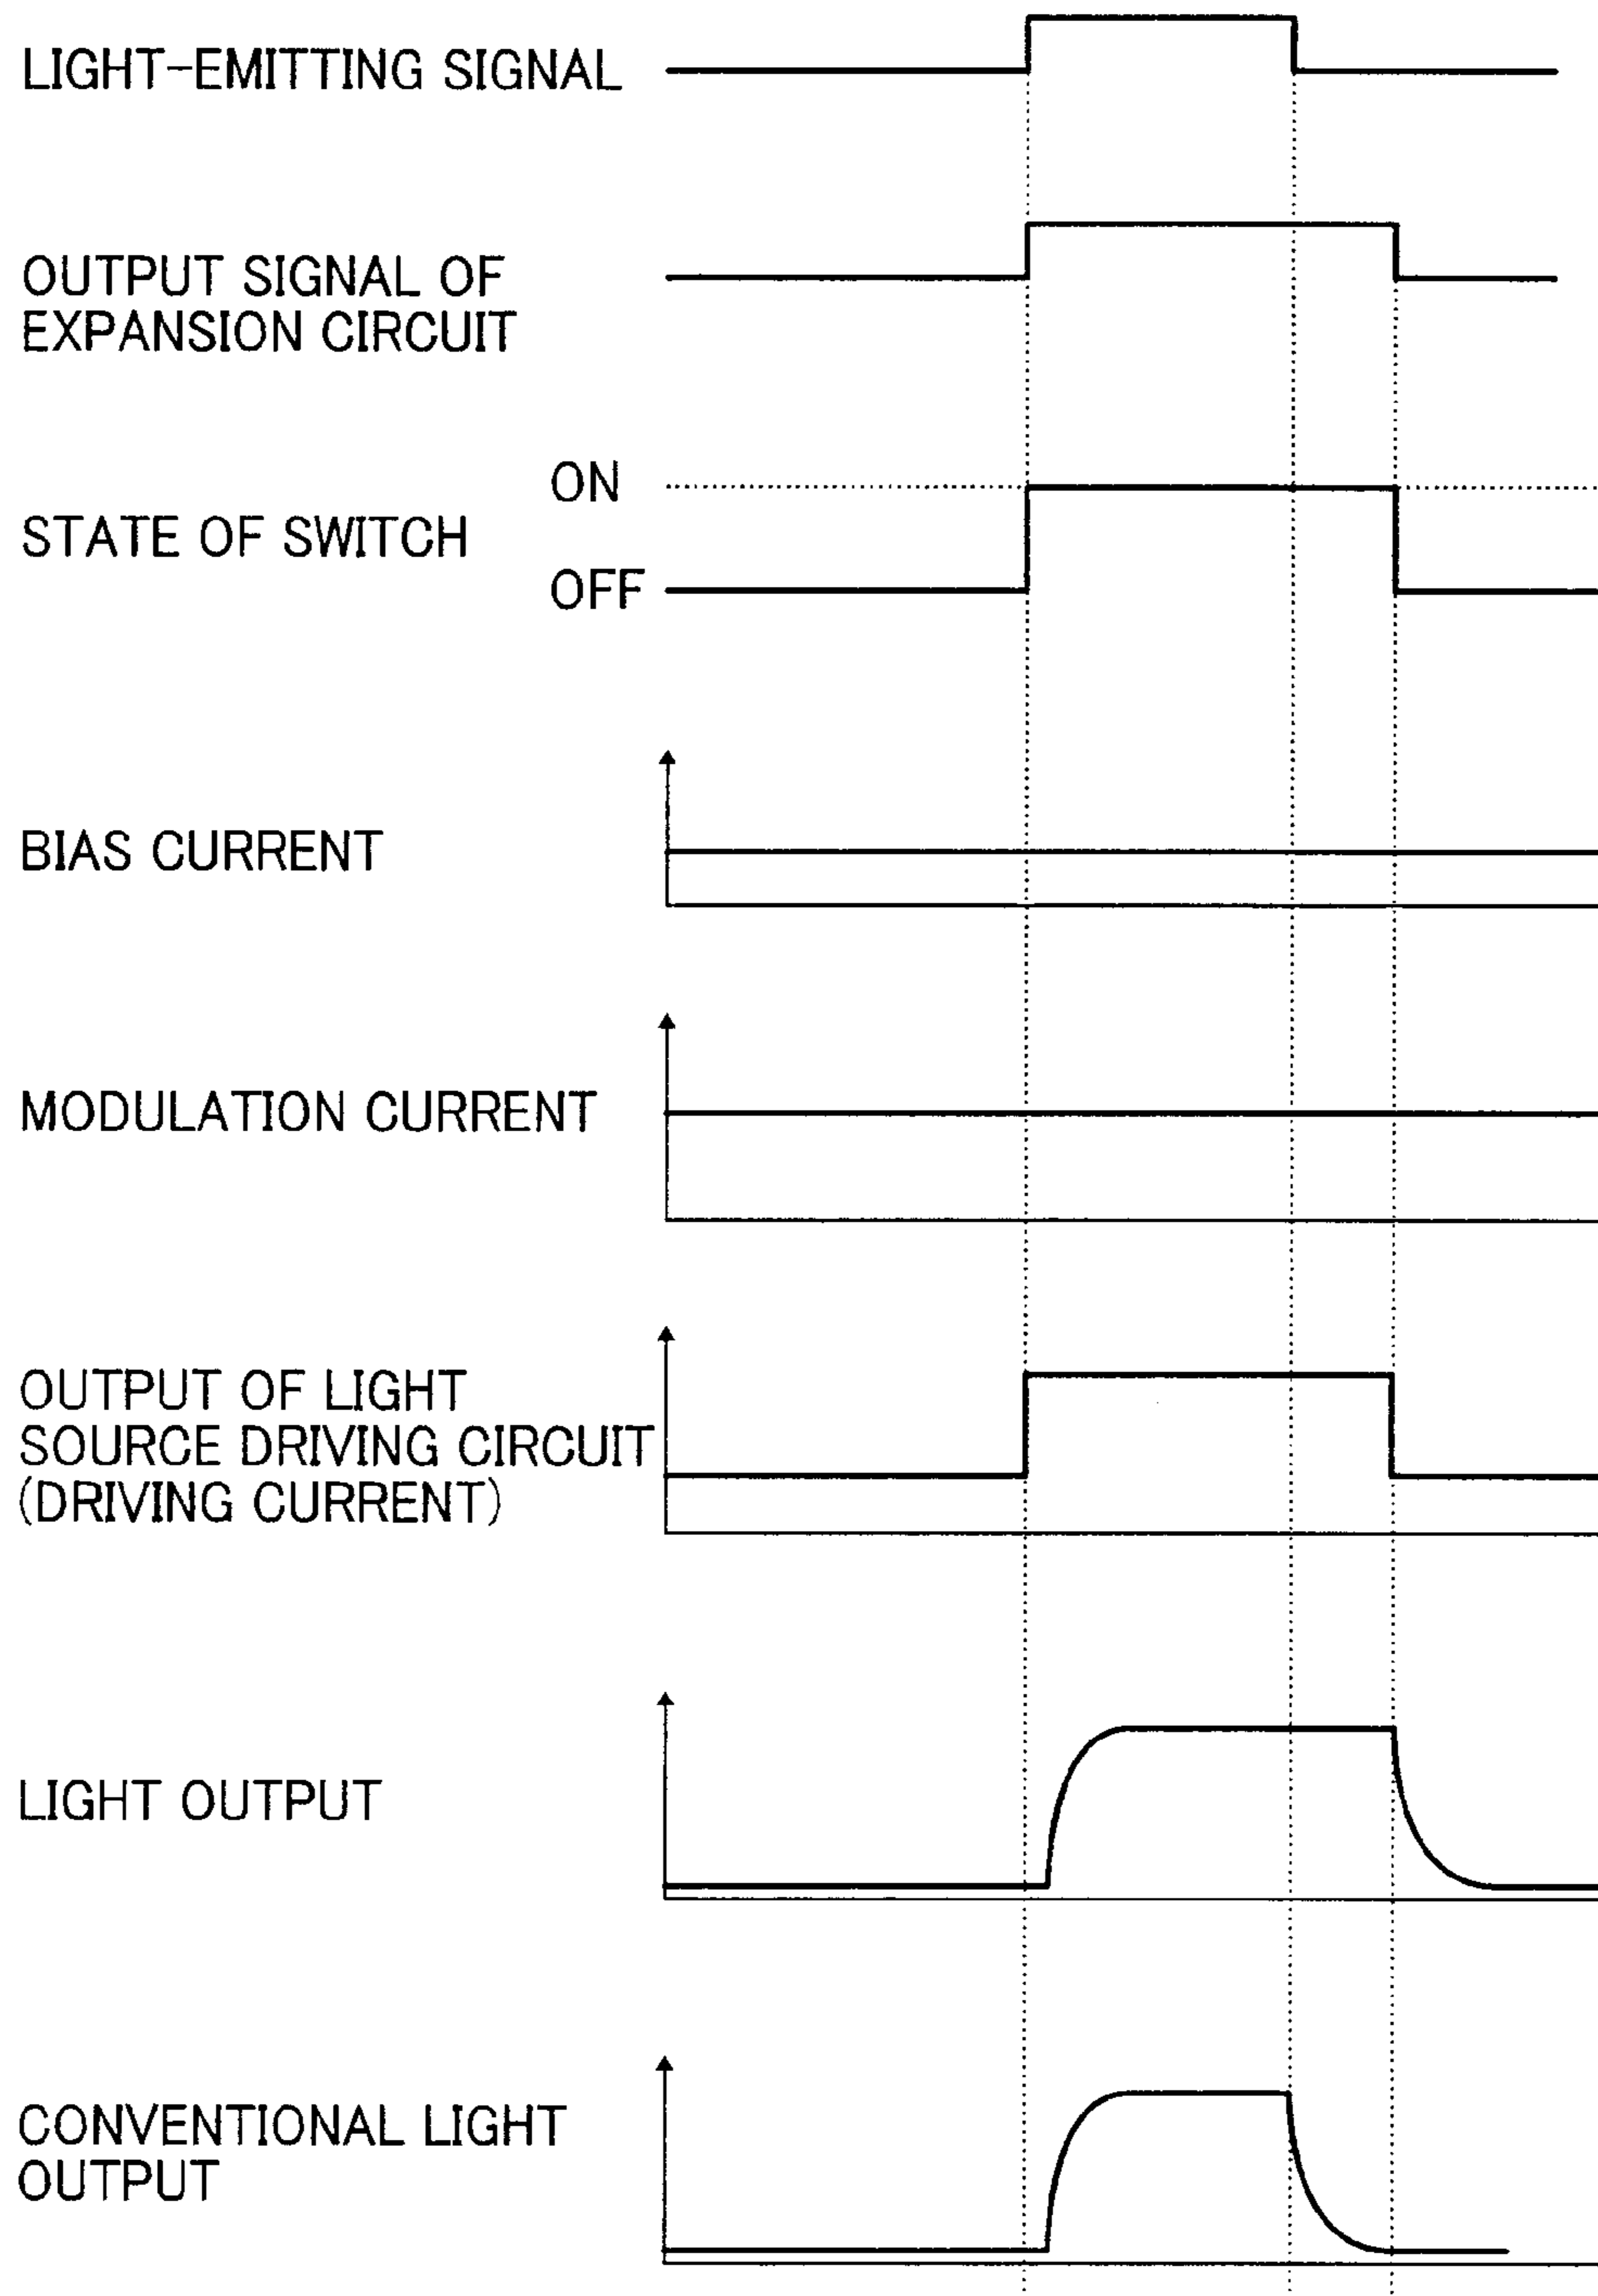 LIGHT-EMITTING SIGNAL
OUTPUT SIGNAL OF
EXPANSION CIRCUIT
ON
STATE OF SWITCH
OFF
BIAS CURRENT
MODULATION CURRENT
OUTPUT OF LIGHT
SOURCE DRIVING CIRCUIT
(DRIVING CURRENT)
LIGHT OUTPUT
CONVENTIONAL LIGHT
OUTPUT